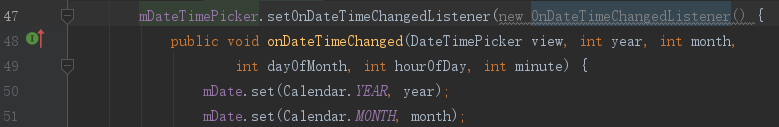 47 mDateTimePicker.setOnDateTimeChangedListener(new OnDateTimeChangedListener() {
48 public void onDateTimeChanged(DateTimePicker view, int year, int month,
49 int dayOfMonth, int hourOfDay, int minute) {
50 mDate.set(Calendar.YEAR, year);
51 mDate.set(Calendar.MONTH, month);